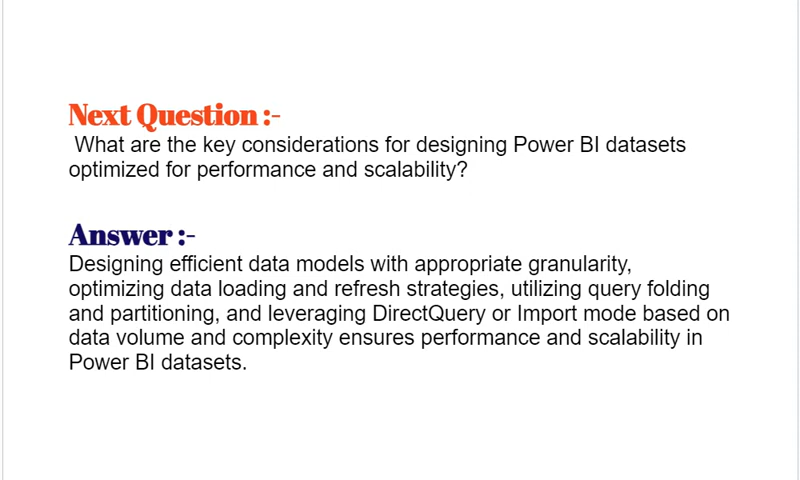 Next Question :-
What are the key considerations for designing Power BI datasets
optimized for performance and scalability?
Answer :-
Designing efficient data models with appropriate granularity,
optimizing data loading and refresh strategies, utilizing query folding
and partitioning, and leveraging DirectQuery or Import mode based on
data volume and complexity ensures performance and scalability in
Power BI datasets.